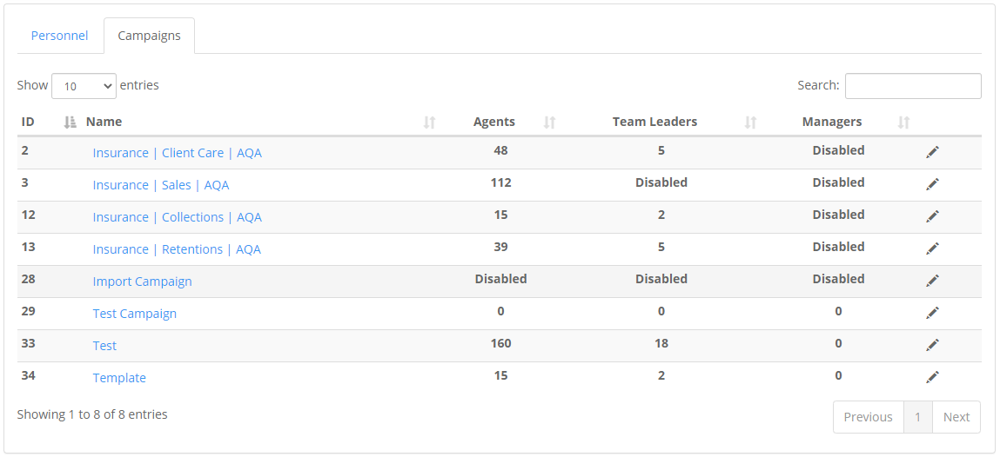 Personnel Campaigns
Show 10 entries Search:
ID Name Agents Team Leaders Managers
2 Insurance | Client Care | AQA 48 5 Disabled
3 Insurance | Sales | AQA 112 Disabled Disabled
12 Insurance | Collections | AQA 15 2 Disabled
13 Insurance | Retentions | AQA 39 5 Disabled
28 Import Campaign Disabled Disabled Disabled
29 Test Campaign 0 0 0
33 Test 160 18 0
34 Template 15 2 0
Showing 1 to 8 of 8 entries Previous 1 Next